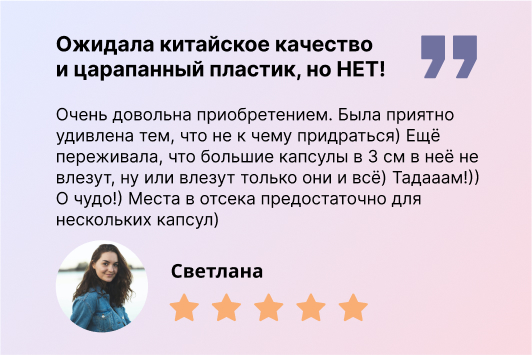 Ожидала китайское качество
и царапанный пластик, но НЕТ!
Очень довольна приобретением. Была приятно
удивлена тем, что не к чему придраться) Ещё
переживала, что большие капсулы в 3 см в неё не
влезут, ну или влезут только они и всё) Тадааам!))
О чудо!) Места в отсека предостаточно для
нескольких капсул)
Светлана